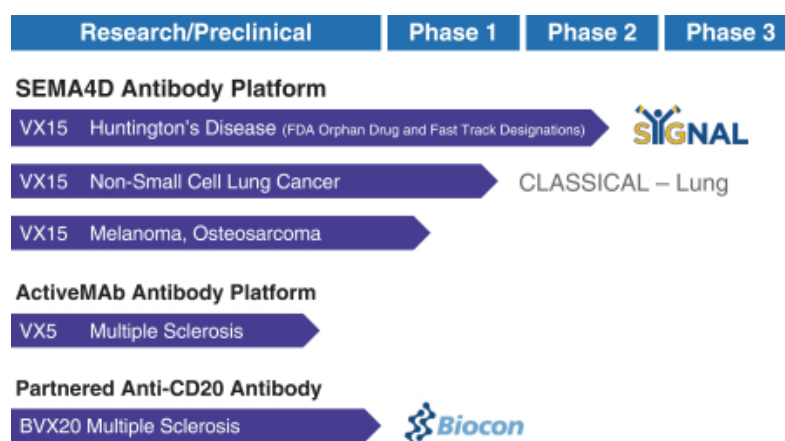 Research/Preclinical Phase 1 Phase 2 Phase 3
SEMA4D Antibody Platform
VX15 Huntington's Disease (FDA Orphan Drug and Fast Track Designations) SIGNAL
VX15 Non-Small Cell Lung Cancer CLASSICAL – Lung
VX15 Melanoma, Osteosarcoma
ActiveMAb Antibody Platform
VX5 Multiple Sclerosis
Partnered Anti-CD20 Antibody
BVX20 Multiple Sclerosis Biocon